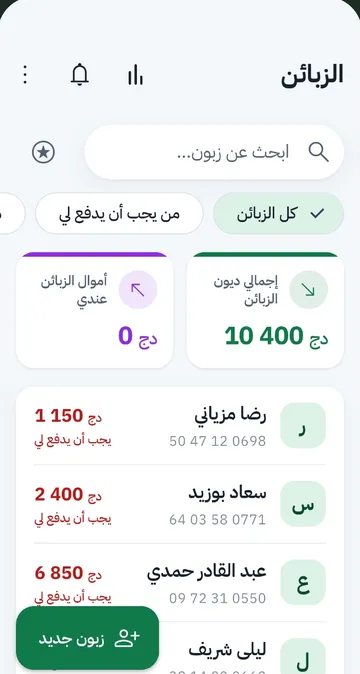 الزبائن
ابحث عن زبون...
كل الزبائن
من يجب أن يدفع لي
إجمالي ديون
الزبائن
10 400 دج
أموال الزبائن
عندي
0 دج
ر
رضا مزياني
0698 12 47 50
1 150 دج
يجب أن يدفع لي
س
سعاد بوزيد
0771 58 03 64
2 400 دج
يجب أن يدفع لي
ع
عبد القادر حمدي
0550 31 72 09
6 850 دج
يجب أن يدفع لي
ل
ليلى شريف
زبون جديد